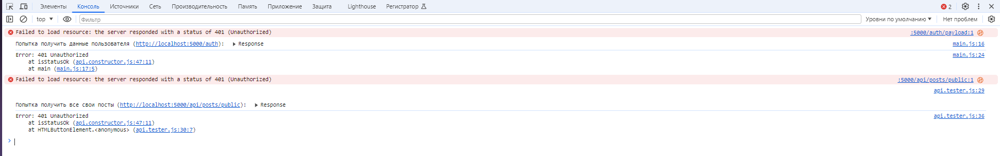 Элементы Консоль Источники Сеть Производительность Память Приложение Защита Lighthouse Регистратор 2
top Фильтр Уровни по умолчанию Нет проблем
Failed to load resource: the server responded with a status of 401 (Unauthorized) :5000/auth/payload:1
Попытка получить данные пользователя (http://localhost:5000/auth): Response main.js:16
Error: 401 Unauthorized main.js:24
at isStatusOk (api.constructor.js:47:11)
at main (main.js:17:5)
Failed to load resource: the server responded with a status of 401 (Unauthorized) :5000/api/posts/public:1
api.tester.js:29
Попытка получить все свои посты (http://localhost:5000/api/posts/public): Response
Error: 401 Unauthorized api.tester.js:36
at isStatusOk (api.constructor.js:47:11)
at HTMLButtonElement.<anonymous> (api.tester.js:30:7)